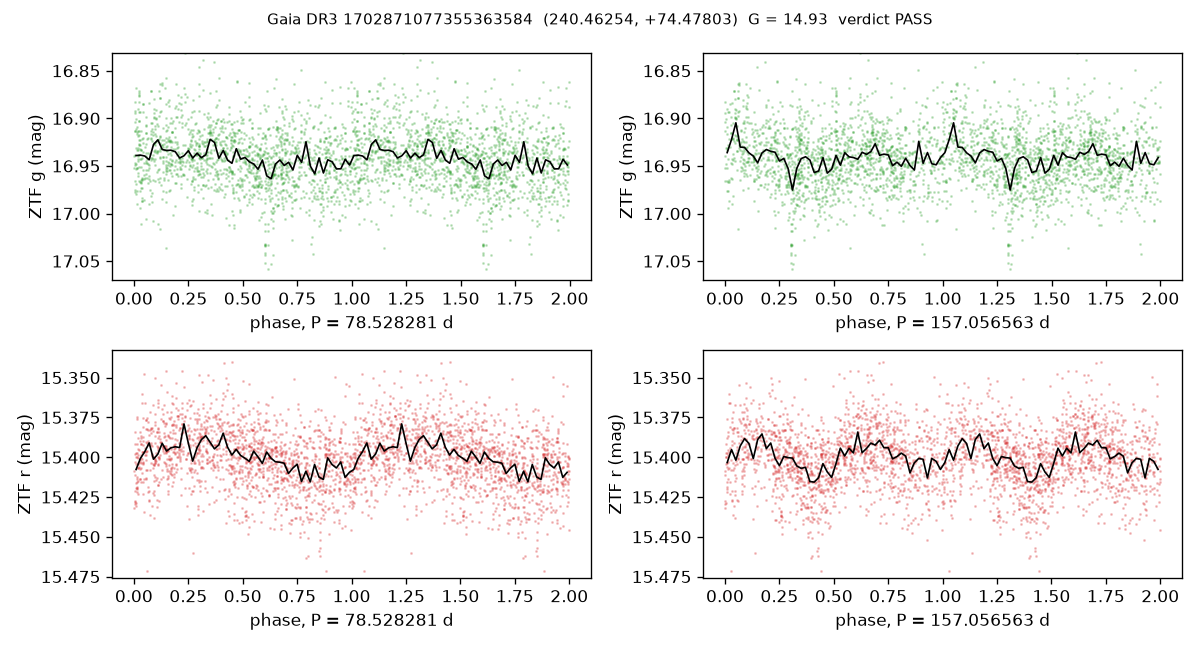 Gaia DR3 1702871077355363584  (240.46254, +74.47803)  G = 14.93  verdict PASS
ZTF g (mag)
16.85
16.90
16.95
17.00
17.05
0.00 0.25 0.50 0.75 1.00 1.25 1.50 1.75 2.00
phase, P = 78.528281 d
ZTF g (mag)
16.85
16.90
16.95
17.00
17.05
0.00 0.25 0.50 0.75 1.00 1.25 1.50 1.75 2.00
phase, P = 157.056563 d
ZTF r (mag)
15.350
15.375
15.400
15.425
15.450
15.475
0.00 0.25 0.50 0.75 1.00 1.25 1.50 1.75 2.00
phase, P = 78.528281 d
ZTF r (mag)
15.350
15.375
15.400
15.425
15.450
15.475
0.00 0.25 0.50 0.75 1.00 1.25 1.50 1.75 2.00
phase, P = 157.056563 d